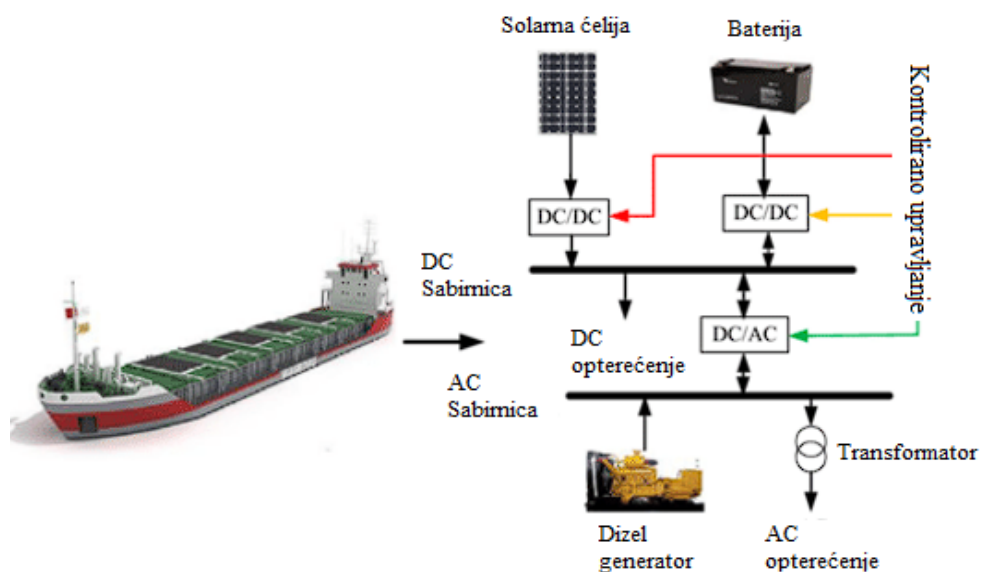 Solarna ćelija
Baterija
Kontrolirano upravljanje
DC/DC
DC/DC
DC
Sabirnica
DC
opterećenje
DC/AC
AC
Sabirnica
Transformator
Dizel
generator
AC
opterećenje